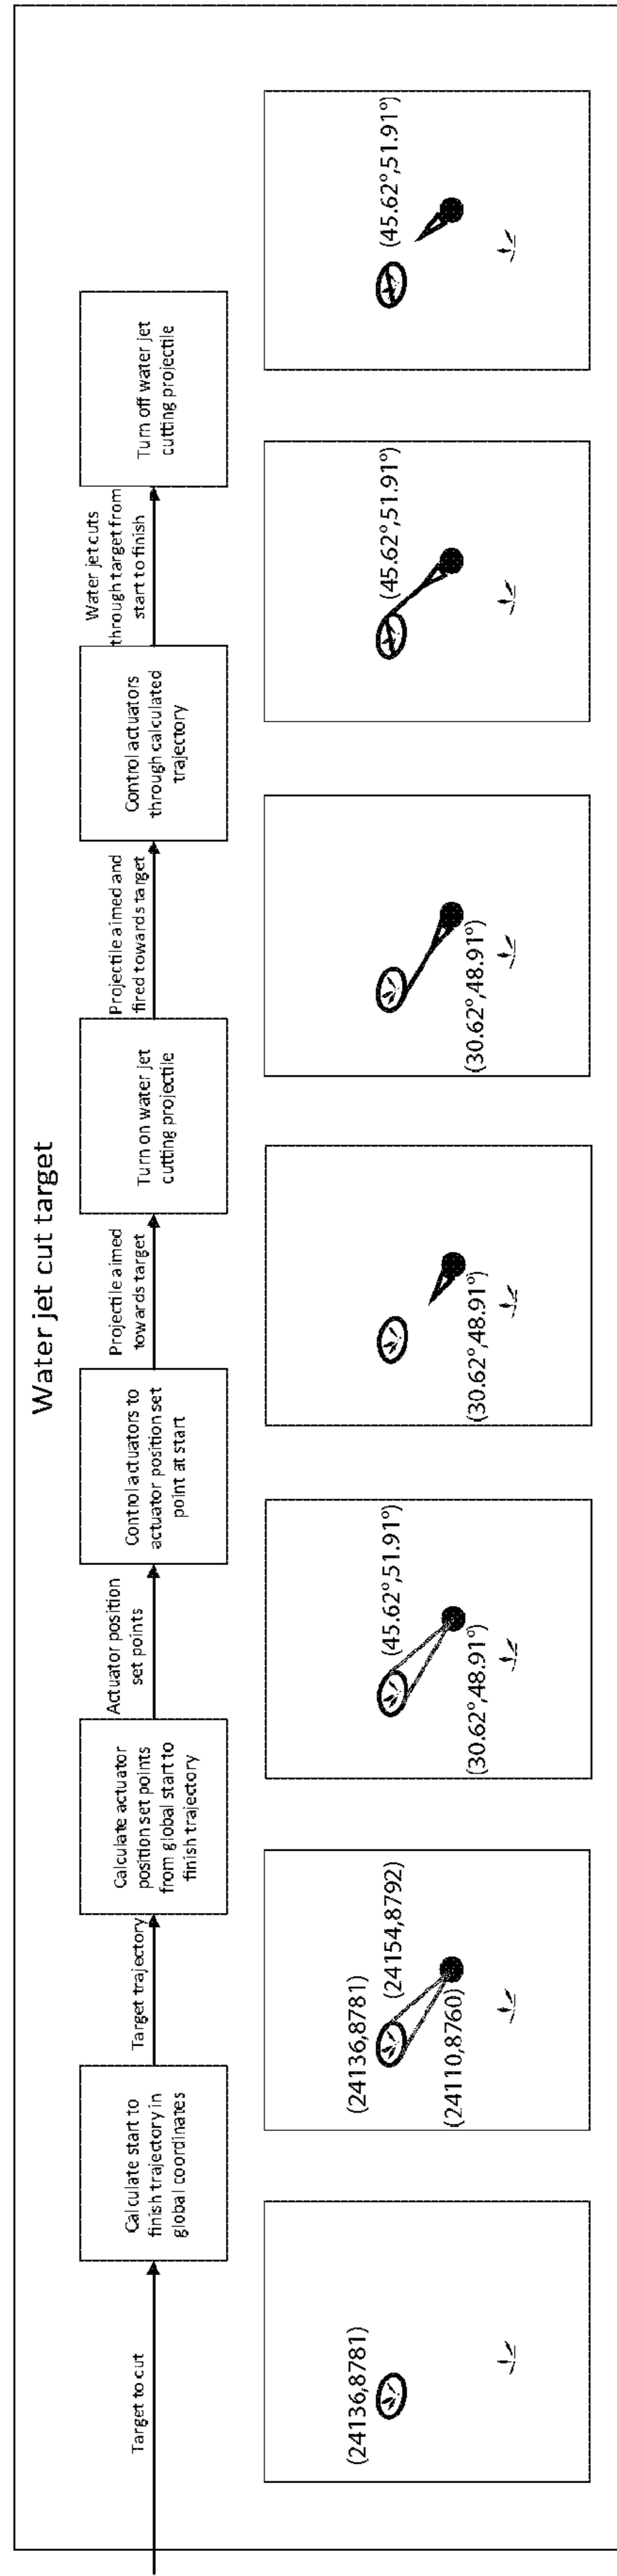 Water jet cut target
Target to cut
Calculate start to
finish trajectory in
global coordinates
Target trajectory
Calculate actuator
position set points
from global start to
finish trajectory
Actuator position
set points
Control actuators to
actuator position set
point at start
Projectile aimed
towards target
Turn on water jet
cutting projectile
Projectile aimed and
fired towards target
Control actuators
through calculated
trajectory
Water jet cuts
through target from
start to finish
Turn off water jet
cutting projectile
(24136,8781)
(24136,8781)
(24154,8792)
(24110,8760)
(45.62°,51.91°)
(30.62°,48.91°)
(30.62°,48.91°)
(30.62°,48.91°)
(45.62°,51.91°)
(45.62°,51.91°)